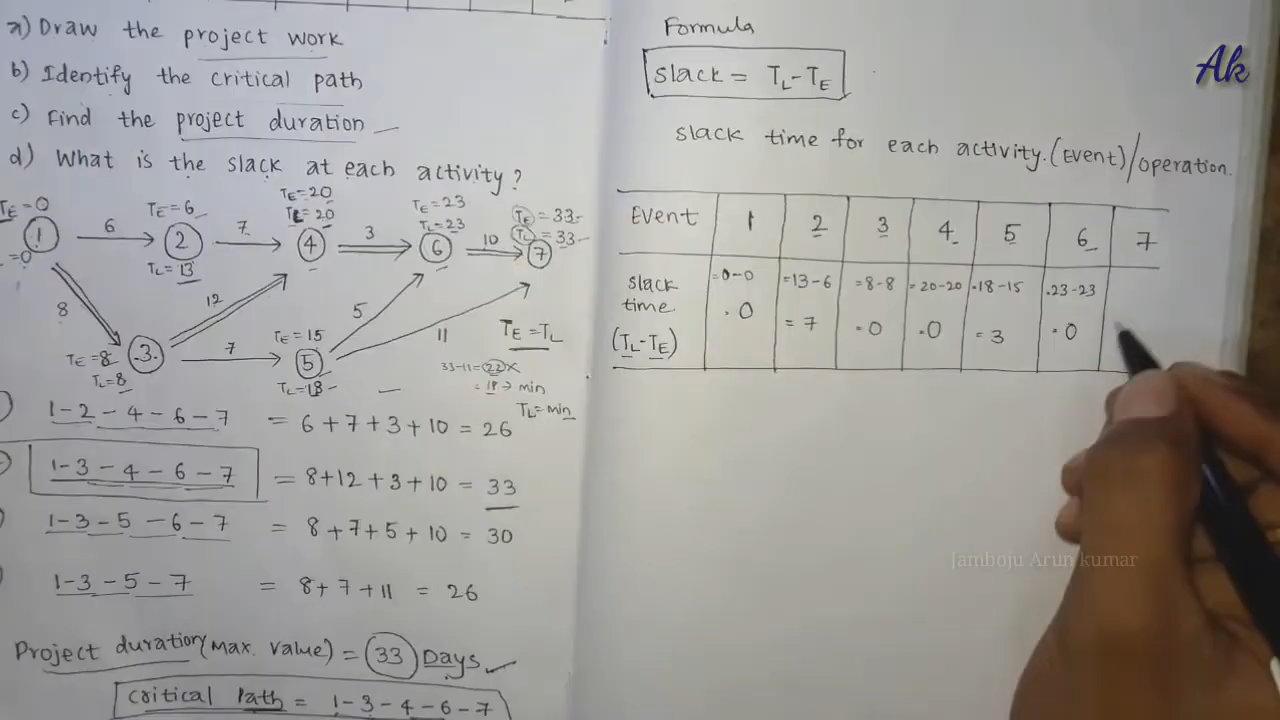 a) Draw the project work
b) Identify the critical path
c) Find the project duration
d) What is the slack at each activity?
TE=0
1
=0
6
TE=6
2
TL=13
7
TE=20
TL=20
4
3
TE=23
TL=23
6
10
TE=33
TL=33
7
8
12
5
11
TE=8
TL=8
3
7
TE=15
5
TL=18
TE=TL
33-11=22X
=18→min
TL=min
1-2-4-6-7 = 6+7+3+10=26
1-3-4-6-7 = 8+12+3+10=33
1-3-5-6-7 = 8+7+5+10=30
1-3-5-7 = 8+7+11=26
Project duration(max. value)=33 Days
Critical Path = 1-3-4-6-7
Formula
Slack = TL-TE
Slack time for each activity.(Event)/operation.
Event 1 2 3 4 5 6 7
Slack time (TL-TE)
=0-0 =13-6 =8-8 =20-20 =18-15 =23-23
=0 =7 =0 =0 =3 =0
Ak
Jamboju Arun kumar